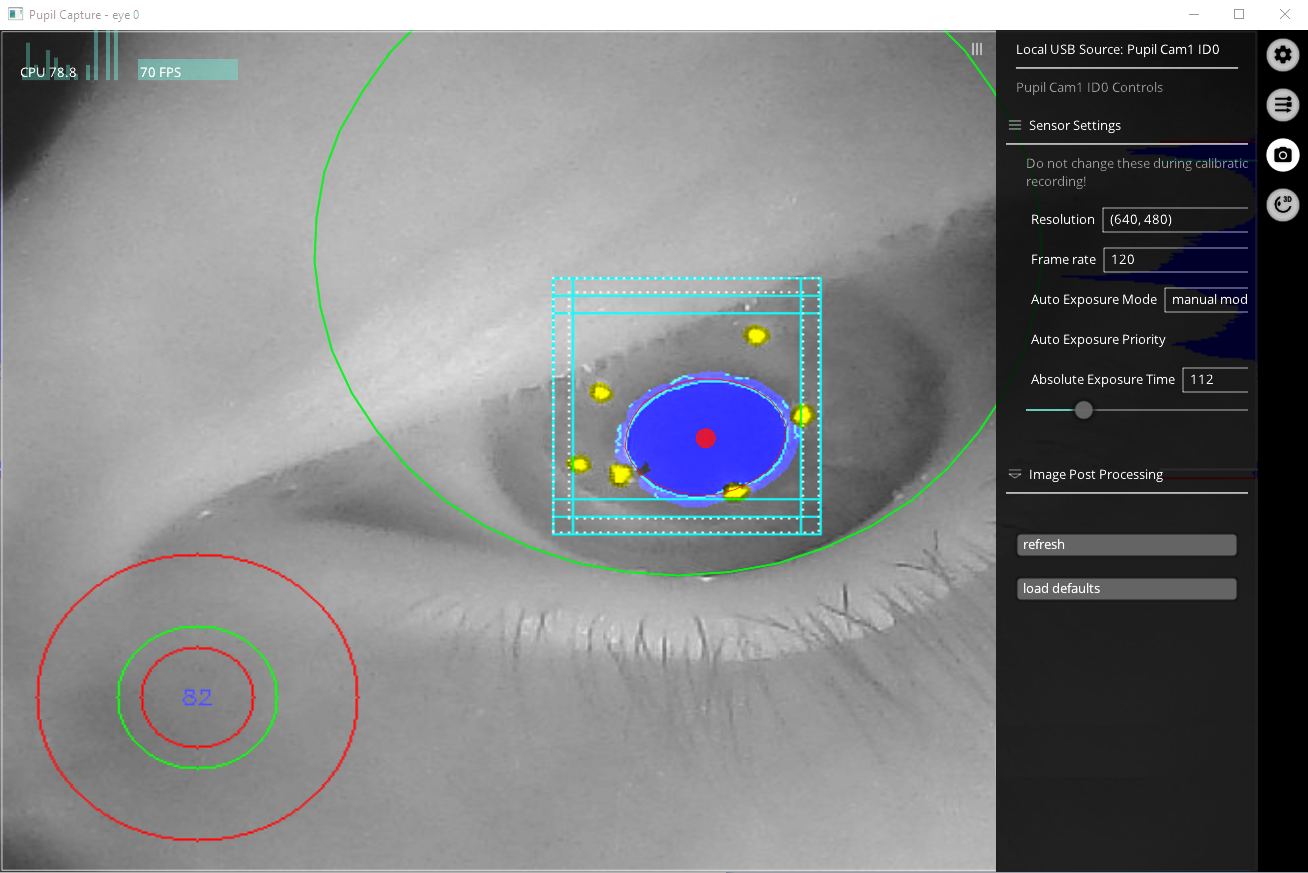 Pupil Capture - eye 0
CPU 78.8
70 FPS
82
Local USB Source: Pupil Cam1 ID0
Pupil Cam1 ID0 Controls
Sensor Settings
Do not change these during calibratic
recording!
Resolution (640, 480)
Frame rate 120
Auto Exposure Mode manual mod
Auto Exposure Priority
Absolute Exposure Time 112
Image Post Processing
refresh
load defaults
3D